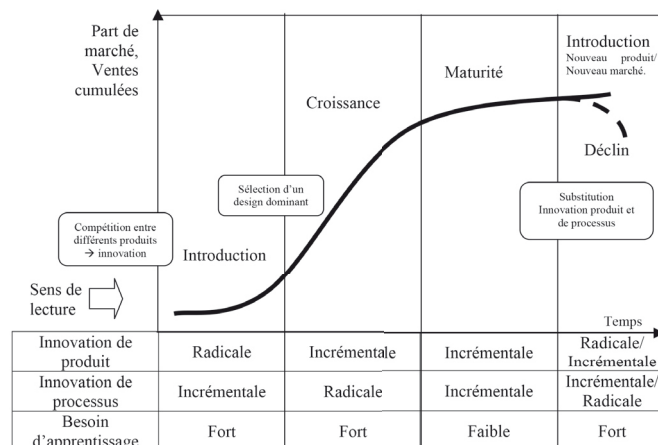 Part de
marché,
Ventes
cumulées
Introduction
Nouveau produit/
Nouveau marché.
Maturité
Croissance
Déclin
Sélection d'un
design dominant
Compétition entre
différents produits
→ innovation
Introduction
Substitution
Innovation produit et
de processus
Sens de
lecture
Temps
Innovation de
produit
Radicale
Incrémentale
Incrémentale
Radicale/
Incrémentale
Innovation de
processus
Incrémentale
Radicale
Incrémentale
Incrémentale/
Radicale
Besoin
d'apprentissage
Fort
Fort
Faible
Fort